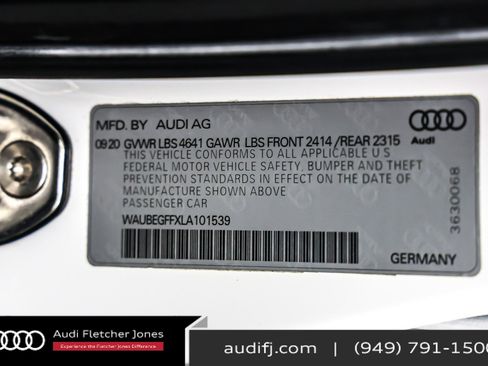 MFD. BY AUDI AG
09 20 GVWR LBS 4641 GAWR LBS FRONT 2414 /REAR 2315
THIS VEHICLE CONFORMS TO ALL APPLICABLE U.S.
FEDERAL MOTOR VEHICLE SAFETY, BUMPER AND THEFT
PREVENTION STANDARDS IN EFFECT ON THE DATE OF
MANUFACTURE SHOWN ABOVE
PASSENGER CAR
WAUBEGFFXLA101539
Audi
3630068
GERMANY
Audi Fletcher Jones
Experience the Fletcher Jones Difference.
audifj.com | (949) 791-150